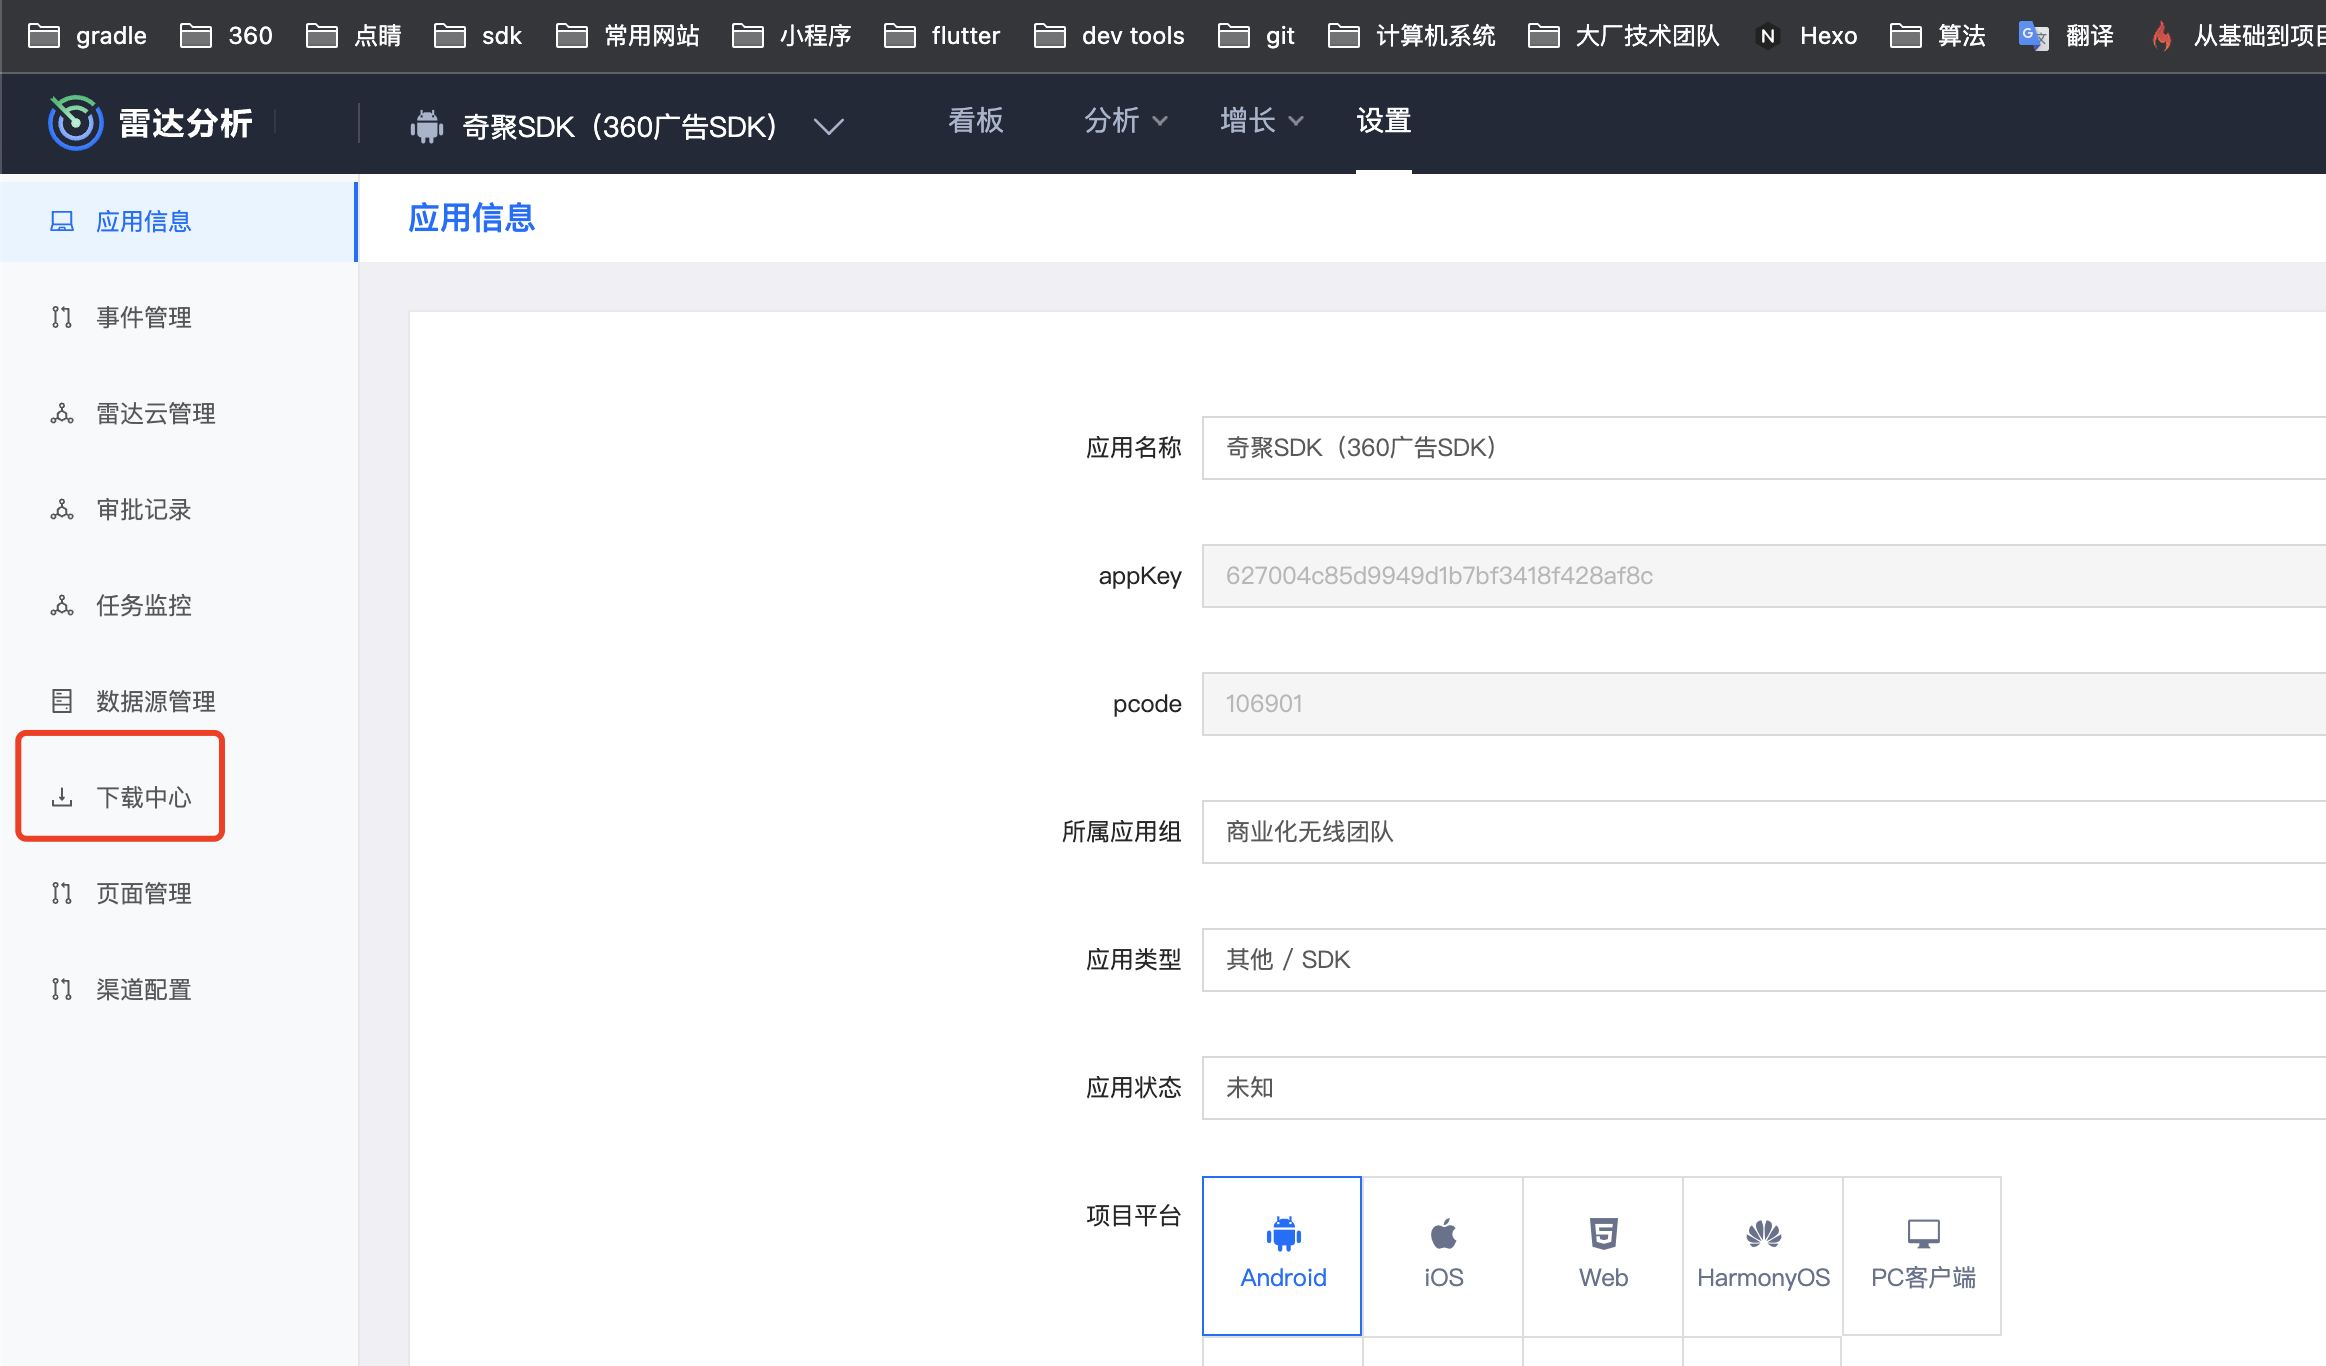 gradle 360 点睛 sdk 常用网站 小程序 flutter dev tools git 计算机系统 大厂技术团队 Hexo 算法 翻译 从基础到项目
雷达分析 奇聚SDK（360广告SDK） 看板 分析 增长 设置
应用信息
事件管理
雷达云管理
审批记录
任务监控
数据源管理
下载中心
页面管理
渠道配置
应用信息
应用名称 奇聚SDK（360广告SDK）
appKey 627004c85d9949d1b7bf3418f428af8c
pcode 106901
所属应用组 商业化无线团队
应用类型 其他 / SDK
应用状态 未知
项目平台
Android iOS Web HarmonyOS PC客户端